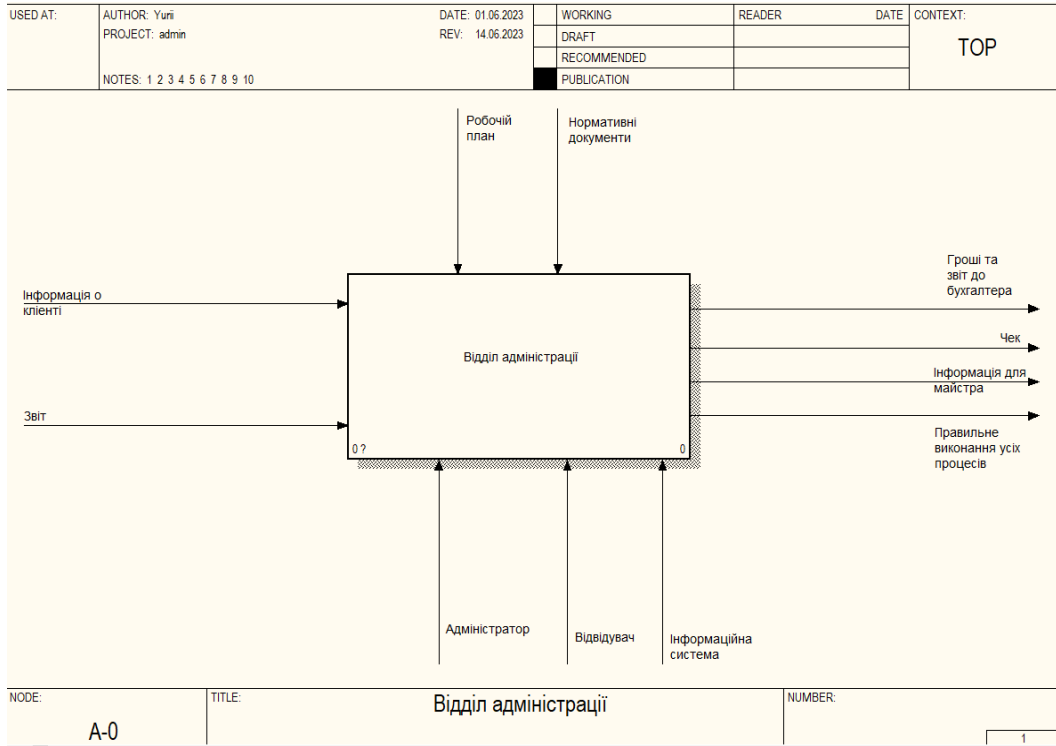 USED AT:
AUTHOR: Yurii
DATE: 01.06.2023
WORKING
READER
DATE
CONTEXT:
PROJECT: admin
REV: 14.06.2023
DRAFT
TOP
RECOMMENDED
NOTES: 1 2 3 4 5 6 7 8 9 10
PUBLICATION
Робочій
план
Нормативні
документи
Гроші та
звіт до
бухгалтера
Інформація о
кліенті
Чек
Відділ адміністрації
Інформація для
майстра
Звіт
Правильне
виконання усіх
процесів
0 ?
0
Адміністратор
Відвідувач
Інформаційна
система
NODE:
TITLE:
Відділ адміністрації
NUMBER:
A-0
1